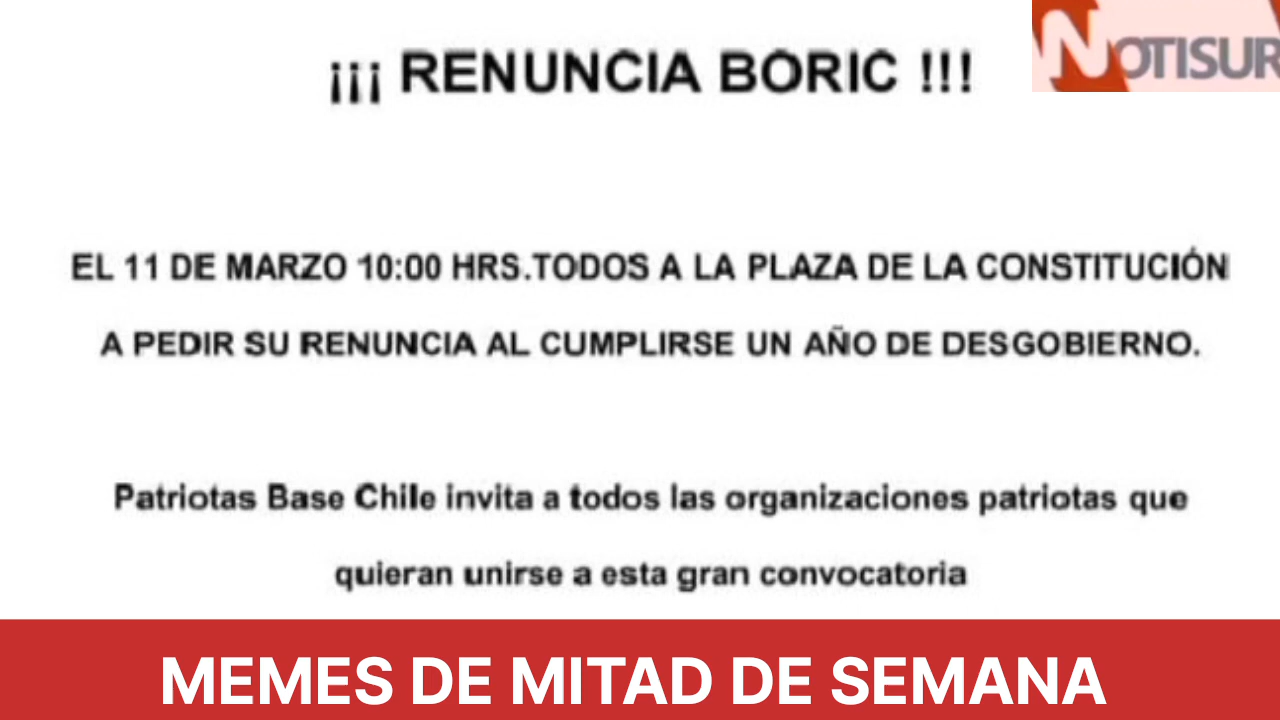 NOTISUR
¡¡¡ RENUNCIA BORIC !!!
EL 11 DE MARZO 10:00 HRS.TODOS A LA PLAZA DE LA CONSTITUCIÓN
A PEDIR SU RENUNCIA AL CUMPLIRSE UN AÑO DE DESGOBIERNO.
Patriotas Base Chile invita a todos las organizaciones patriotas que
quieran unirse a esta gran convocatoria
MEMES DE MITAD DE SEMANA